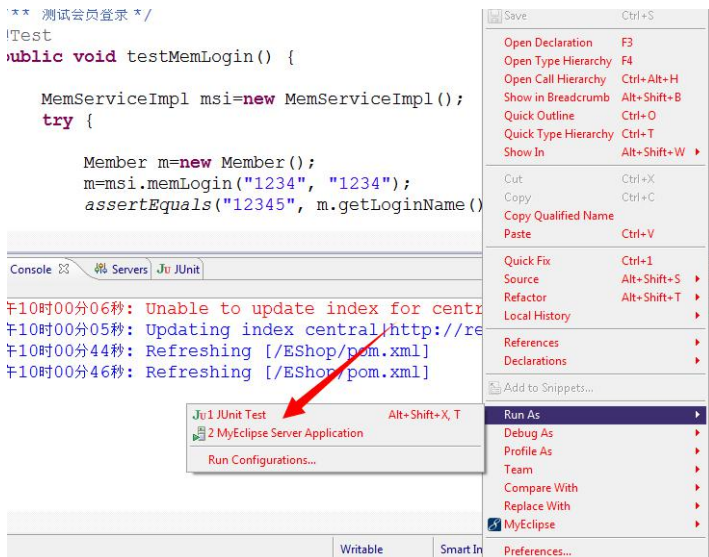 /** 测试会员登录 */
@Test
public void testMemLogin() {
MemServiceImpl msi=new MemServiceImpl();
try {
Member m=new Member();
m=msi.memLogin("1234", "1234");
assertEquals("12345", m.getLoginName()
Console
Servers
Ju JUnit
午10时00分06秒: Unable to update index for centr
午10时00分05秒: Updating index central|http://re
午10时00分44秒: Refreshing [/EShop/pom.xml]
午10时00分46秒: Refreshing [/EShop/pom.xml]
Ju 1 JUnit Test Alt+Shift+X, T
2 MyEclipse Server Application
Run Configurations...
Writable
Smart In
Save Ctrl+S
Open Declaration F3
Open Type Hierarchy F4
Open Call Hierarchy Ctrl+Alt+H
Show in Breadcrumb Alt+Shift+B
Quick Outline Ctrl+O
Quick Type Hierarchy Ctrl+T
Show In Alt+Shift+W
Cut Ctrl+X
Copy Ctrl+C
Copy Qualified Name
Paste Ctrl+V
Quick Fix Ctrl+1
Source Alt+Shift+S
Refactor Alt+Shift+T
Local History
References
Declarations
Add to Snippets...
Run As
Debug As
Profile As
Team
Compare With
Replace With
MyEclipse
Preferences...